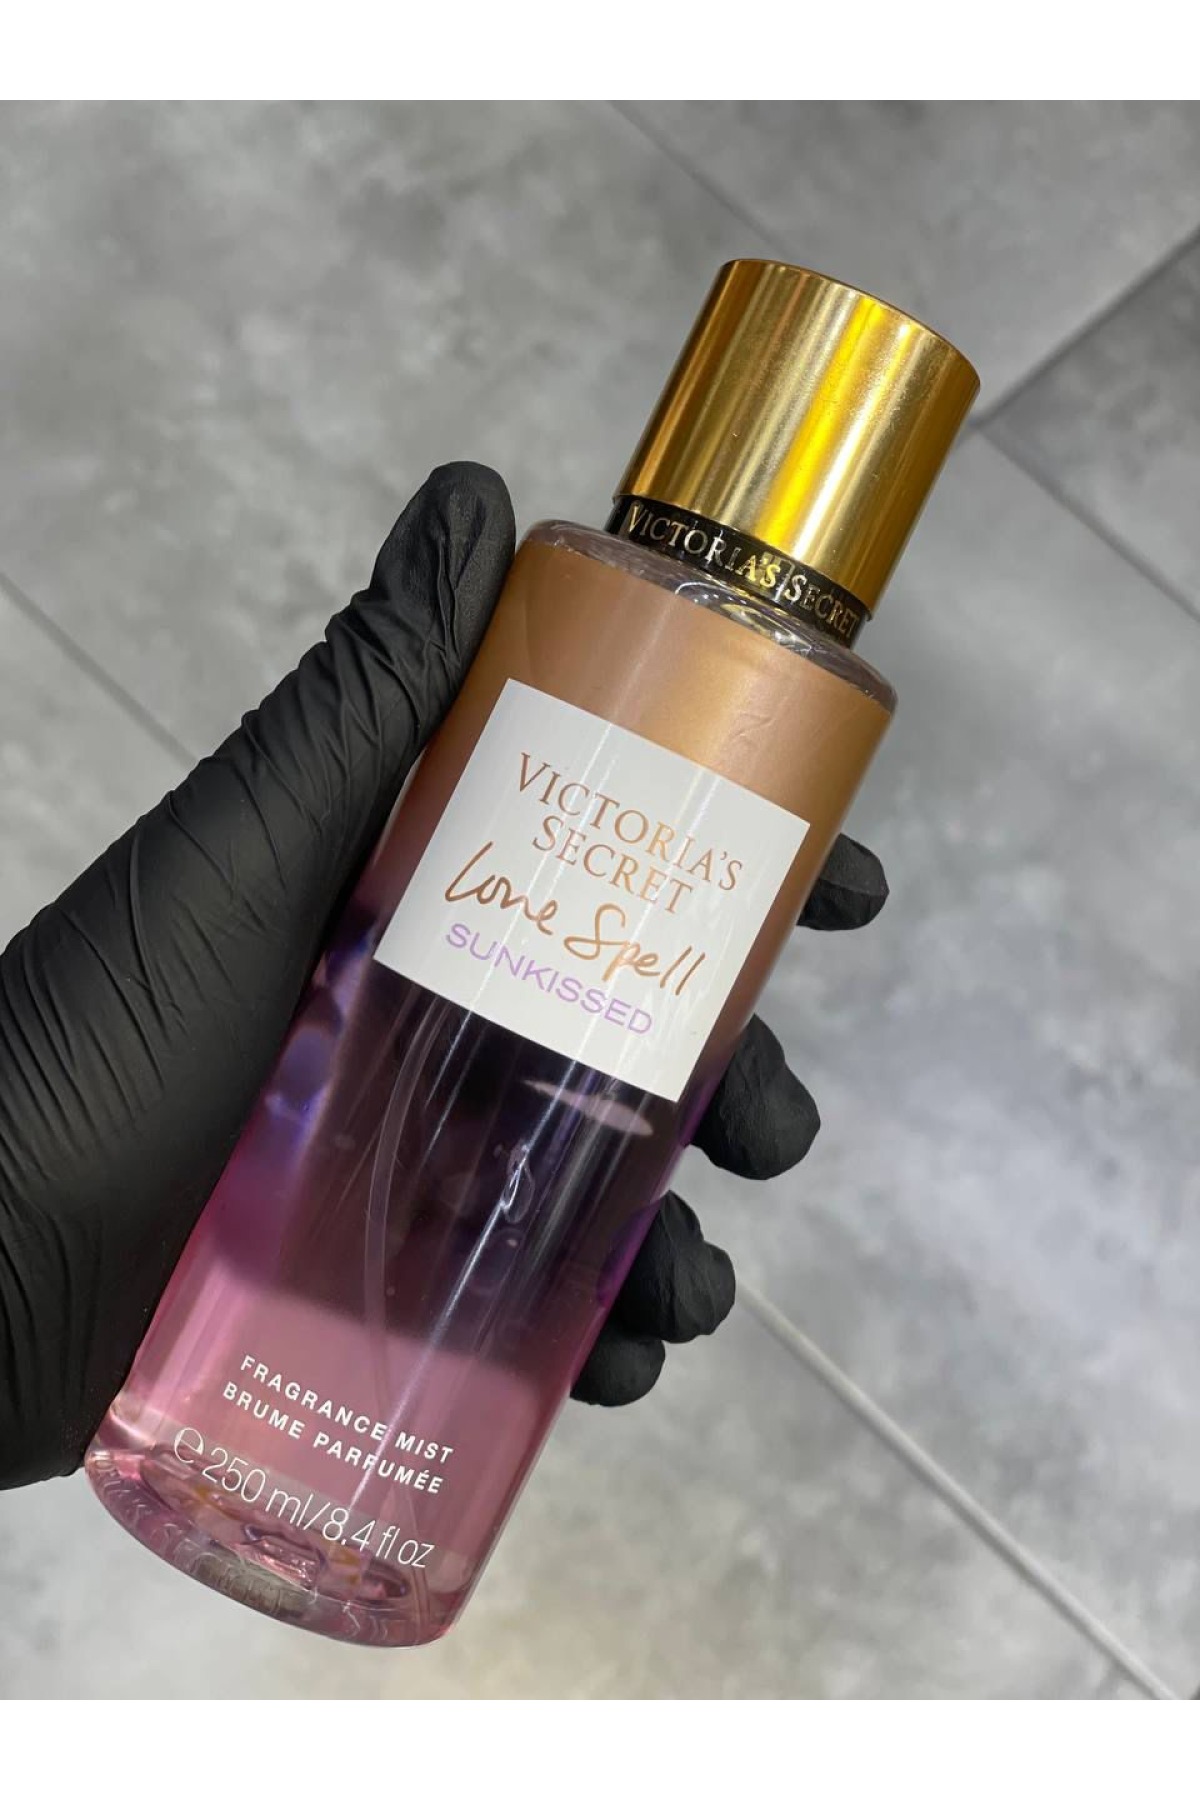 VICTORIA'S SECRET
VICTORIA'S
SECRET
Love Spell
SUNKISSED
FRAGRANCE MIST
BRUME PARFUMÉE
℮ 250 ml/8.4 fl oz